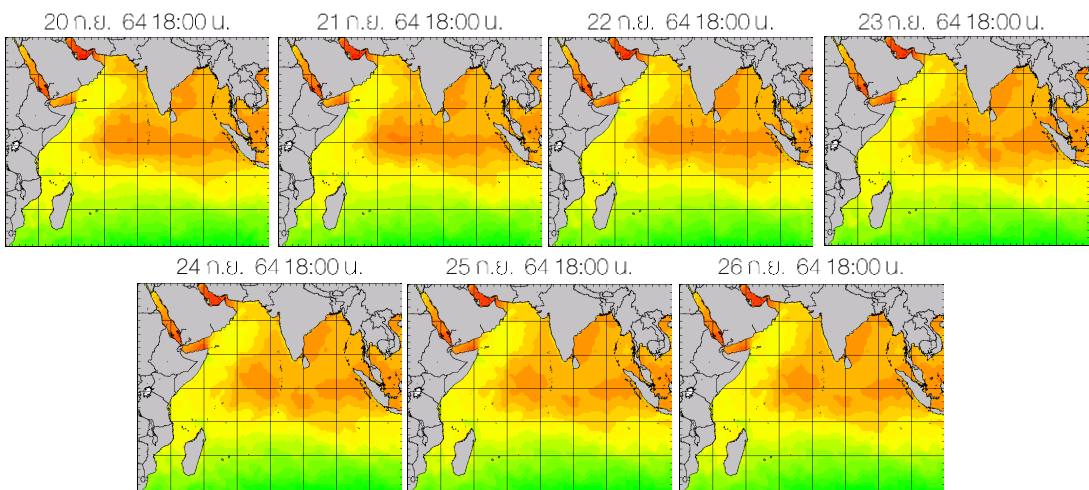 20 ก.ย. 64 18:00 น.
21 ก.ย. 64 18:00 น.
22 ก.ย. 64 18:00 น.
23 ก.ย. 64 18:00 น.
24 ก.ย. 64 18:00 น.
25 ก.ย. 64 18:00 น.
26 ก.ย. 64 18:00 น.